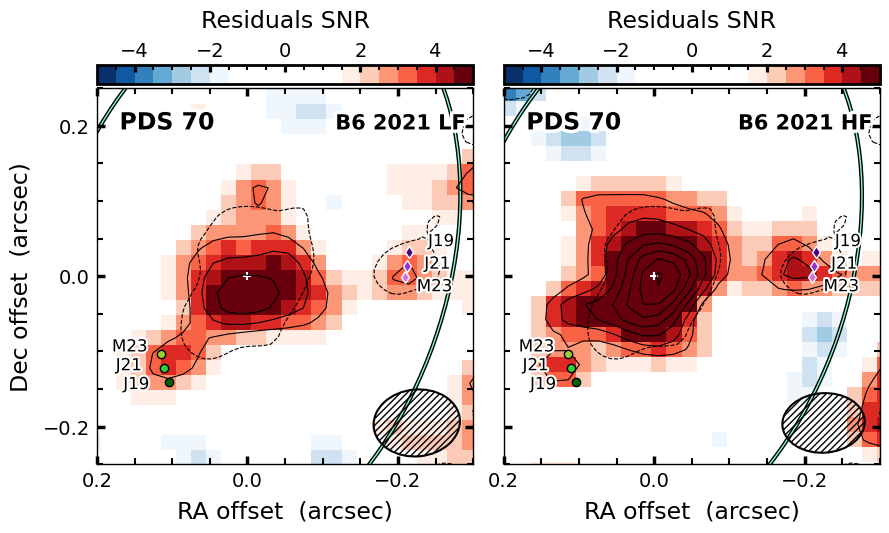 Residuals SNR
−4 −2 0 2 4
PDS 70
B6 2021 LF
0.2
0.0
−0.2
Dec offset (arcsec)
J19
J21
M23
M23
J21
J19
0.2 0.0 −0.2
RA offset (arcsec)
Residuals SNR
−4 −2 0 2 4
PDS 70
B6 2021 HF
J19
J21
M23
M23
J21
J19
0.2 0.0 −0.2
RA offset (arcsec)